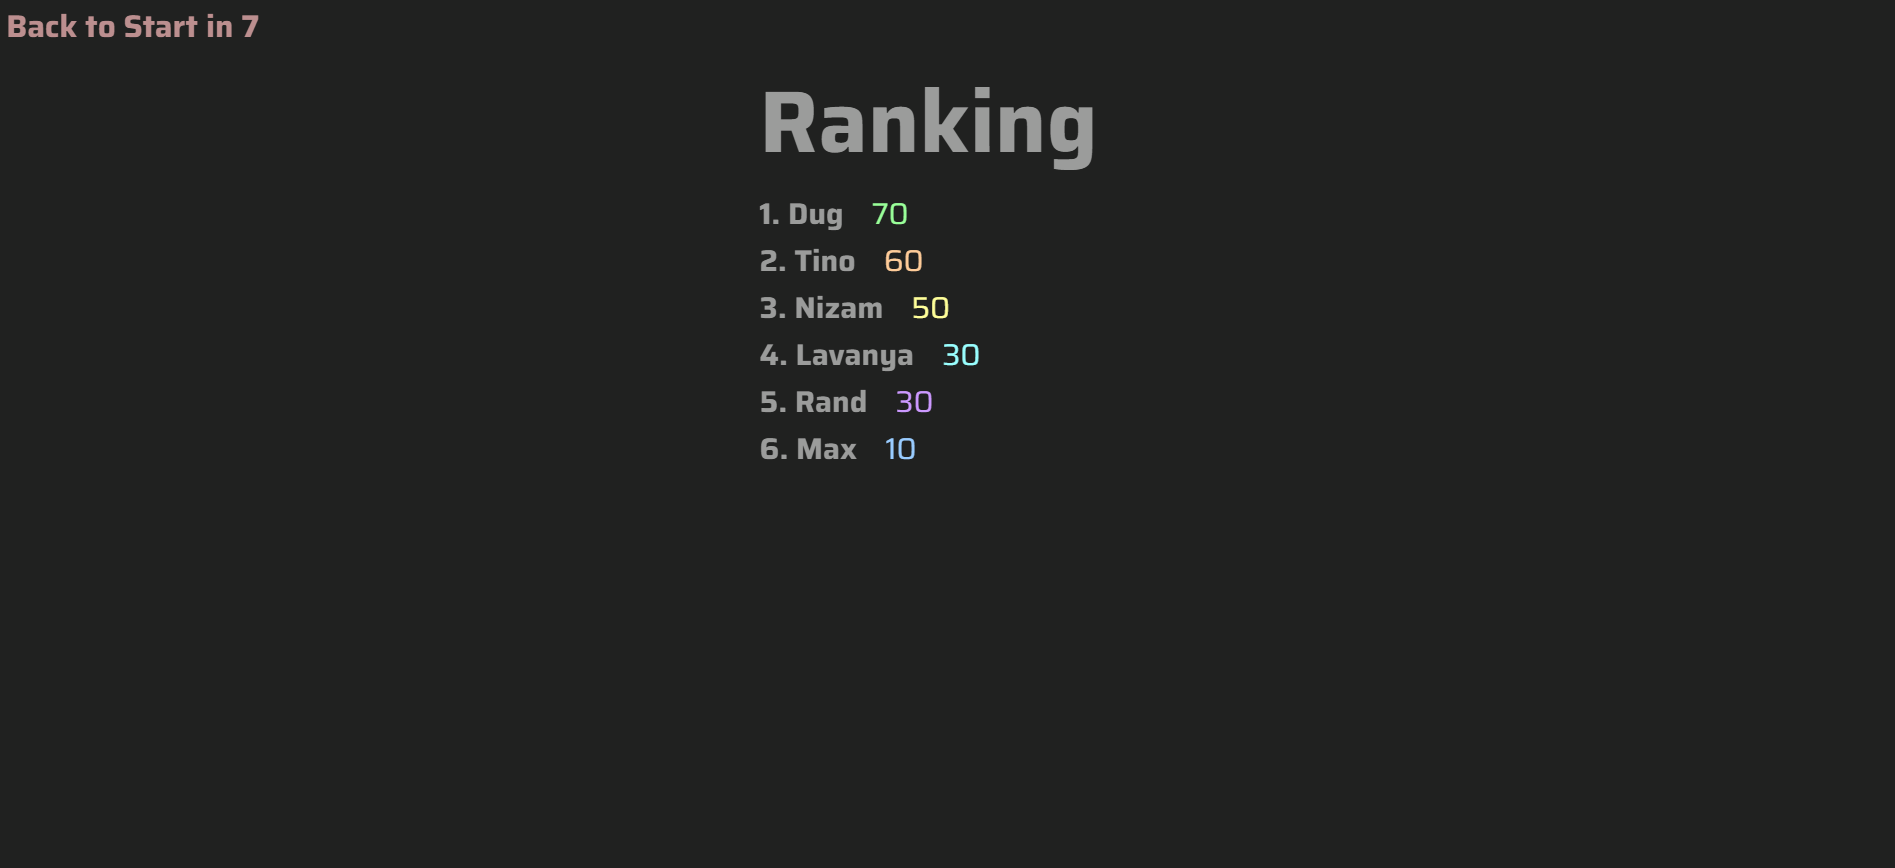 Back to Start in 7
Ranking
1. Dug 70
2. Tino 60
3. Nizam 50
4. Lavanya 30
5. Rand 30
6. Max 10